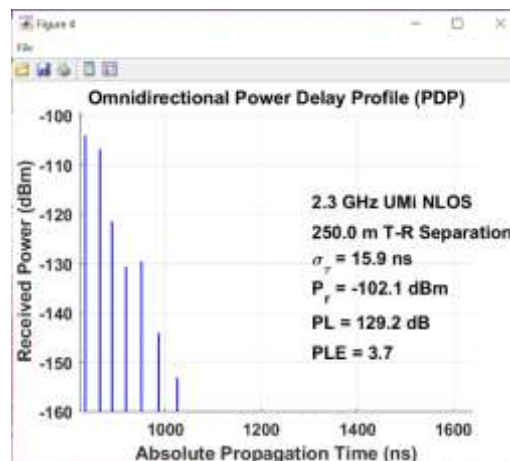 Figure 4
File
Omnidirectional Power Delay Profile (PDP)
-100
-110
-120
-130
-140
-150
-160
Received Power (dBm)
2.3 GHz UMi NLOS
250.0 m T-R Separation
στ = 15.9 ns
Pr = -102.1 dBm
PL = 129.2 dB
PLE = 3.7
1000 1200 1400 1600
Absolute Propagation Time (ns)